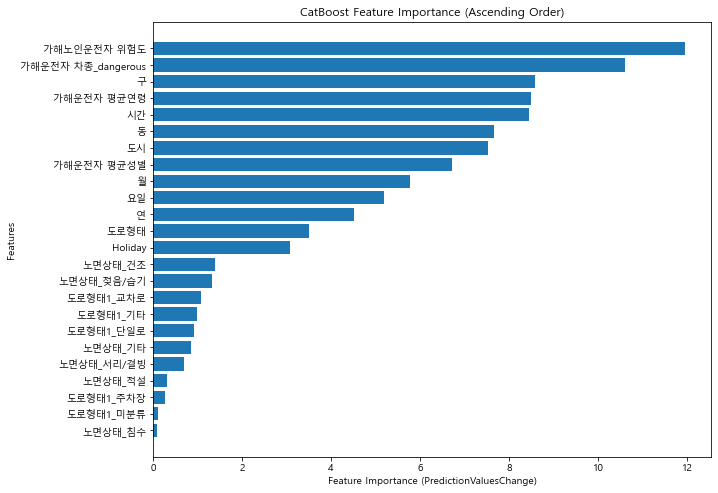 CatBoost Feature Importance (Ascending Order)
가해노인운전자 위험도
가해운전자 차종_dangerous
구
가해운전자 평균연령
시간
동
도시
가해운전자 평균성별
월
요일
연
도로형태
Holiday
노면상태_건조
노면상태_젖음/습기
도로형태1_교차로
도로형태1_기타
도로형태1_단일로
노면상태_기타
노면상태_서리/결빙
노면상태_적설
도로형태1_주차장
도로형태1_미분류
노면상태_침수
Features
0 2 4 6 8 10 12
Feature Importance (PredictionValuesChange)